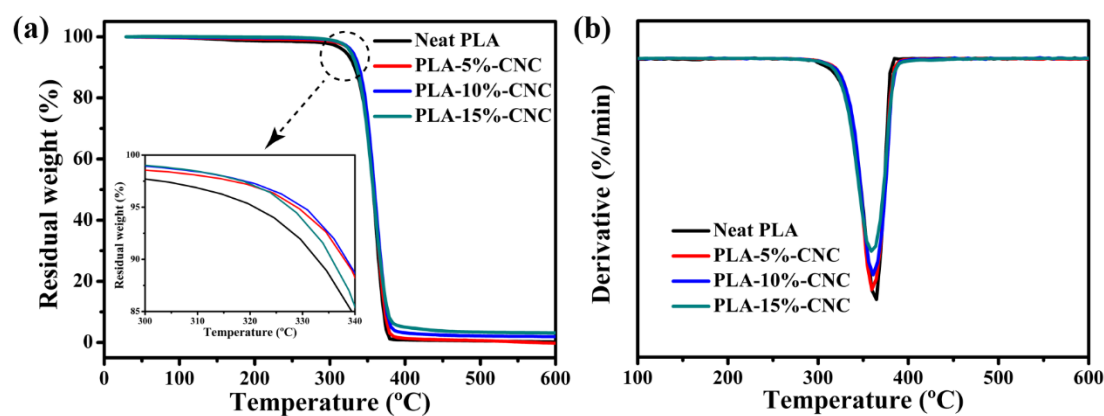 (a)
Residual weight (%)
100
80
60
40
20
0
Neat PLA
PLA-5%-CNC
PLA-10%-CNC
PLA-15%-CNC
Residual weight (%)
100
95
90
85
300
310
320
330
340
Temperature (ºC)
0
100
200
300
400
500
600
Temperature (ºC)
(b)
Derivative (%/min)
Neat PLA
PLA-5%-CNC
PLA-10%-CNC
PLA-15%-CNC
100
200
300
400
500
600
Temperature (ºC)